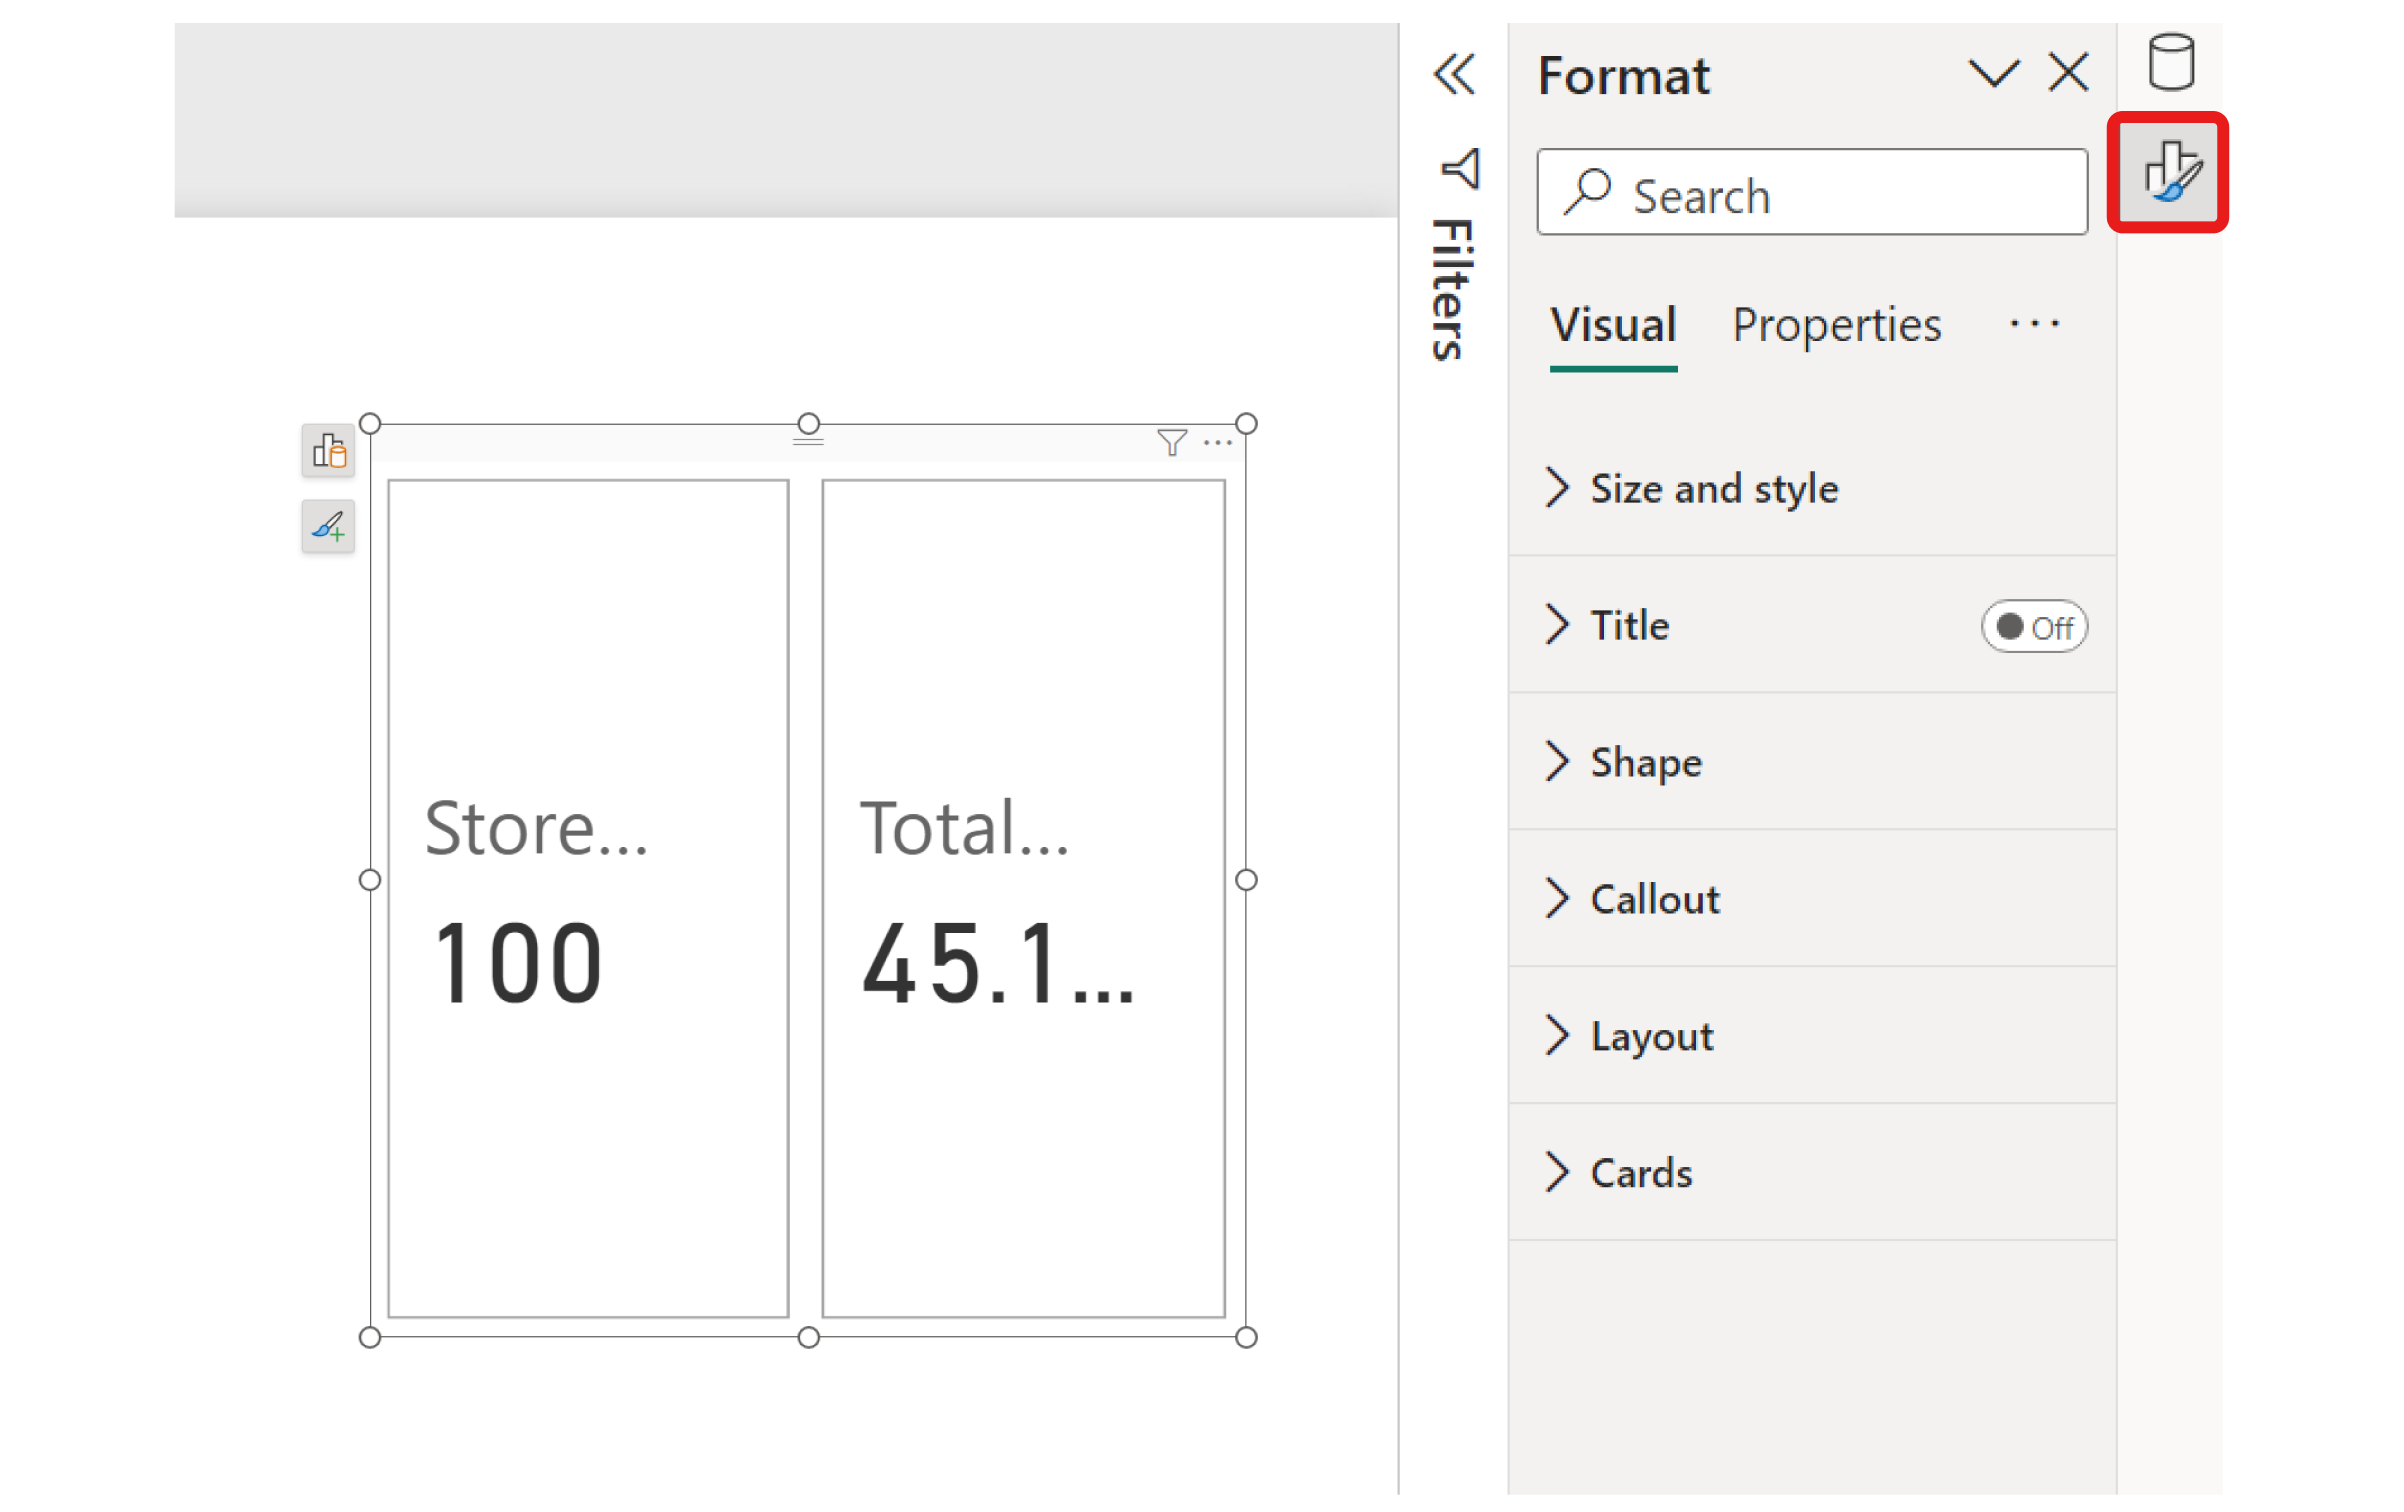 Format
Search
Filters
Visual Properties ...
Size and style
Title Off
Shape
Callout
Layout
Cards
Store...
100
Total...
45.1...